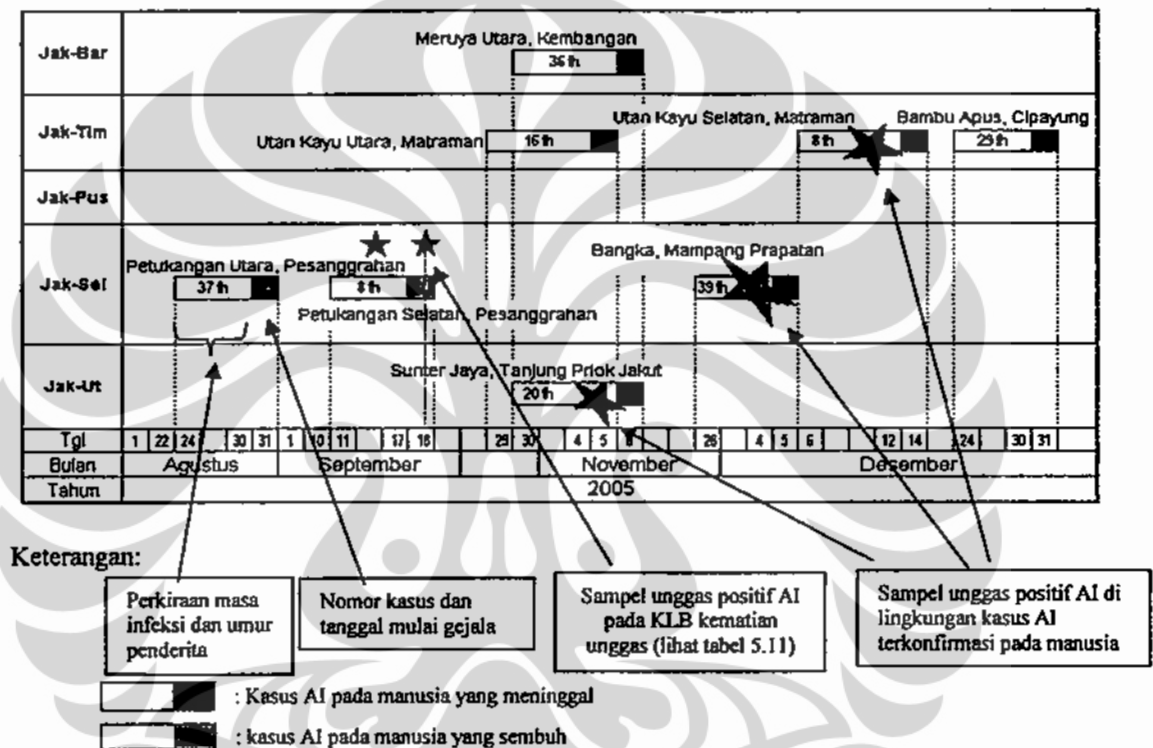 Jak-Bar
Meruya Utara, Kembangan
36 th
Jak-Tim
Utan Kayu Utara, Matraman
16 th
Utan Kayu Selatan, Matraman
8 th
Bambu Apus, Cipayung
29 th
Jak-Pus
Jak-Sel
Petukangan Utara, Pesanggrahan
37 th
8 th
Petukangan Selatan, Pesanggrahan
Bangka, Mampang Prapatan
39 th
Jak-Ut
Sunter Jaya, Tanjung Priok Jakut
20 th
Tgl 1 22 24 30 31 1 10 11 17 18 29 30 4 5 8 26 4 5 6 12 14 24 30 31
Bulan Agustus September November Desember
Tahun 2005
Keterangan:
Perkiraan masa
infeksi dan umur
penderita
Nomor kasus dan
tanggal mulai gejala
Sampel unggas positif AI
pada KLB kematian
unggas (lihat tabel 5.11)
Sampel unggas positif AI di
lingkungan kasus AI
terkonfirmasi pada manusia
: Kasus AI pada manusia yang meninggal
: kasus AI pada manusia yang sembuh